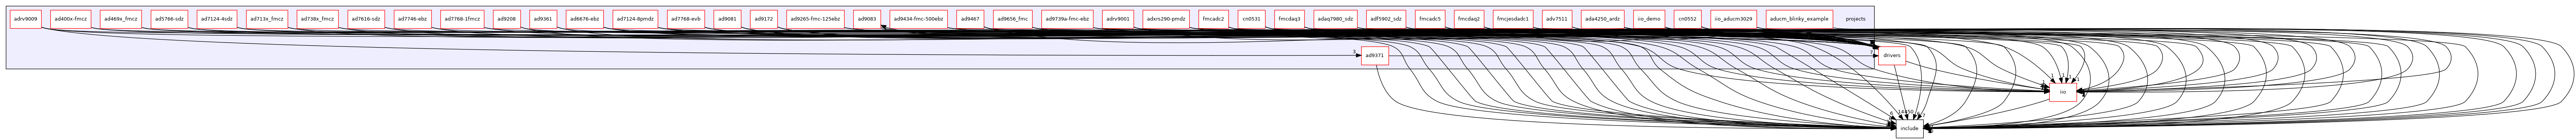 adrv9009 ad400x-fmcz ad469x_fmcz ad5766-sdz ad7124-4sdz ad713x_fmcz ad738x_fmcz ad7616-sdz ad7746-ebz ad7768-1fmcz ad9208 ad9361 ad6676-ebz ad7124-8pmdz ad7768-evb ad9081 ad9172 ad9265-fmc-125ebz ad9083 ad9434-fmc-500ebz ad9467 ad9656_fmc ad9739a-fmc-ebz adrv9001 adxrs290-pmdz fmcadc2 cn0531 fmcdaq3 adaq7980_sdz adf5902_sdz fmcadc5 fmcdaq2 fmcjesdadc1 adv7511 ada4250_ardz iio_demo cn0552 iio_aducm3029 aducm_blinky_example projects
3 ad9371 drivers
iio
include